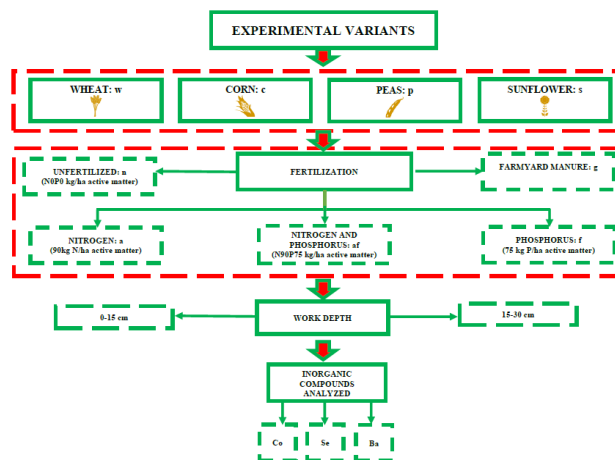 EXPERIMENTAL VARIANTS
WHEAT: w
CORN: c
PEAS: p
SUNFLOWER: s
UNFERTILIZED: n
(N0P0 kg/ha active matter)
FERTILIZATION
FARMYARD MANURE: g
NITROGEN: a
(90kg N/ha active matter)
NITROGEN AND
PHOSPHORUS: af
(N90P75 kg/ha active matter)
PHOSPHORUS: f
(75 kg P/ha active matter)
0-15 cm
WORK DEPTH
15-30 cm
INORGANIC
COMPOUNDS
ANALYZED
Co
Se
Ba